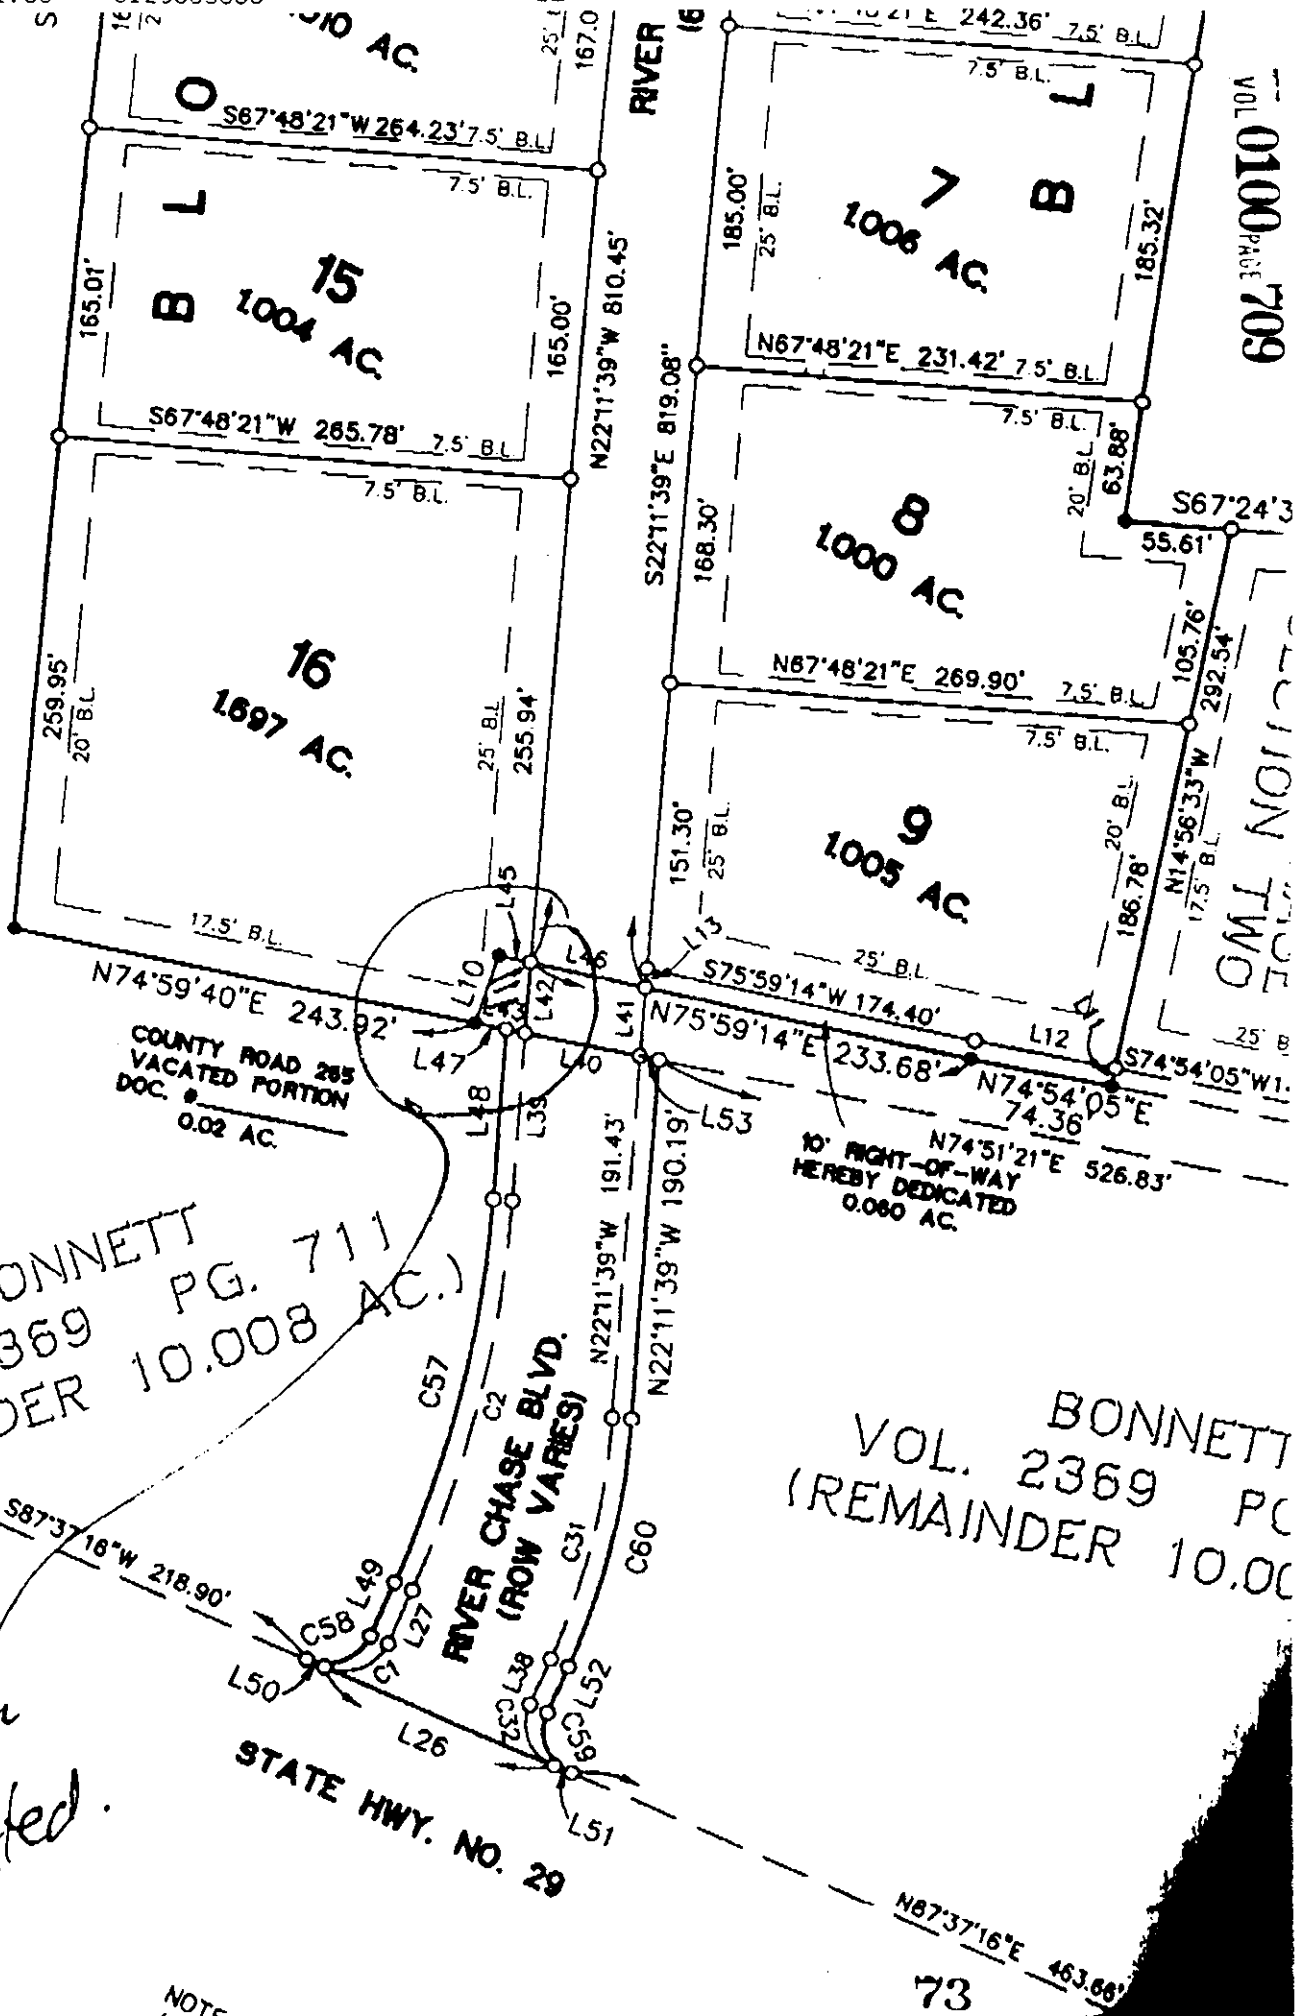 RIVER
242.36'
7.5' B.L.
7.5' B.L.
25'
167.0
AC.
O
S67°48'21"W 264.23'
7.5' B.L.
7.5' B.L.
L
B
15
1.004 AC.
165.01'
165.00'
N22°11'39"W 810.45'
S67°48'21"W 265.78'
7.5' B.L.
7.5' B.L.
185.00'
25' B.L.
7
1.006 AC.
L
B
185.32'
VOL 0100 PAGE 709
N67°48'21"E 231.42'
7.5' B.L.
7.5' B.L.
S22°11'39"E 819.08'
168.30'
8
1.000 AC.
20' B.L.
63.88'
S67°24'3
55.61'
105.76'
292.54'
N67°48'21"E 269.90'
7.5' B.L.
7.5' B.L.
16
1.697 AC.
259.95'
20' B.L.
25' B.L.
255.94'
17.5' B.L.
151.30'
25' B.L.
9
1.005 AC.
20' B.L.
186.78'
N14°56'33"W
17.5' B.L.
SECTION TWO
25' B.L.
25' B
L45
L46
L10
L42
L41
L13
N74°59'40"E 243.92'
S75°59'14"W 174.40'
N75°59'14"E 233.68'
L12
S74°54'05"W
N74°54'05"E
74.36'
N74°51'21"E 526.83'
COUNTY ROAD 265
VACATED PORTION
DOC. #
0.02 AC.
L47
L40
L48
L39
L53
191.43'
N22°11'39"W
N22°11'39"W 190.19'
10' RIGHT-OF-WAY
HEREBY DEDICATED
0.060 AC.
ONNETT
369 PG. 711
DER 10.008 AC.)
C57
C2
RIVER CHASE BLVD.
(ROW VARIES)
C31
C60
BONNETT
VOL. 2369
(REMAINDER 10.00
S87°37'16"W 218.90'
L49
C58
L27
C1
L50
L38
L52
C32
C59
L26
L51
STATE HWY. NO. 29
N87°37'16"E 463.66'
73
NOTE